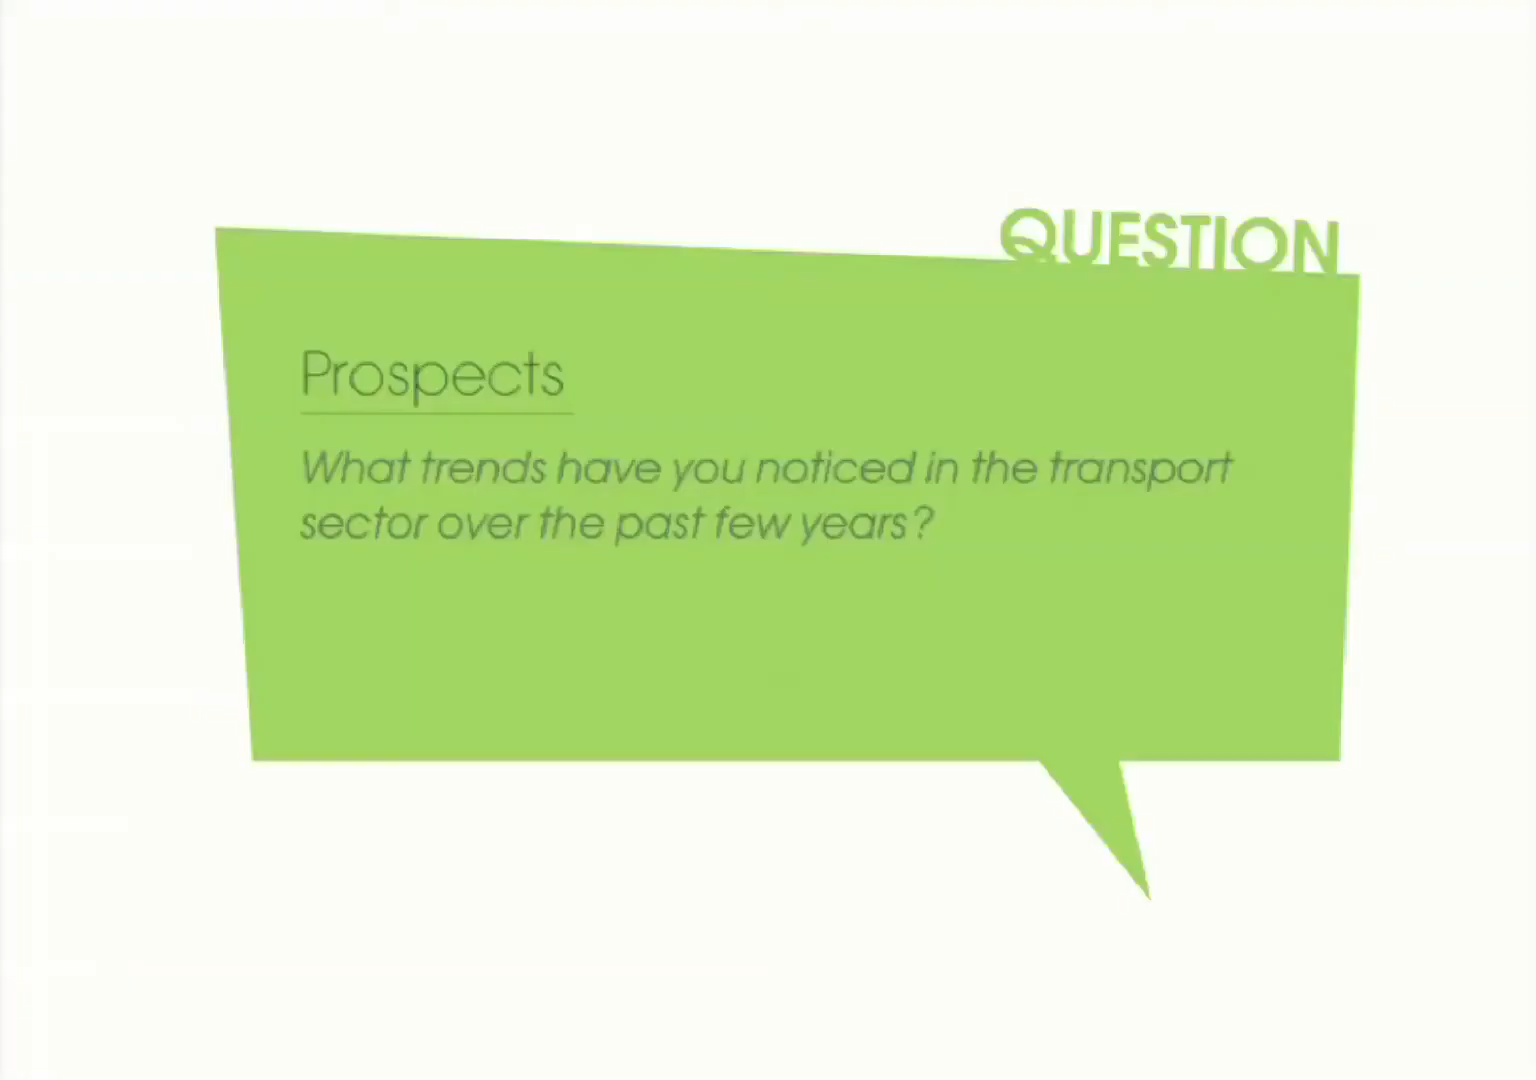 QUESTION
Prospects
What trends have you noticed in the transport
sector over the past few years?